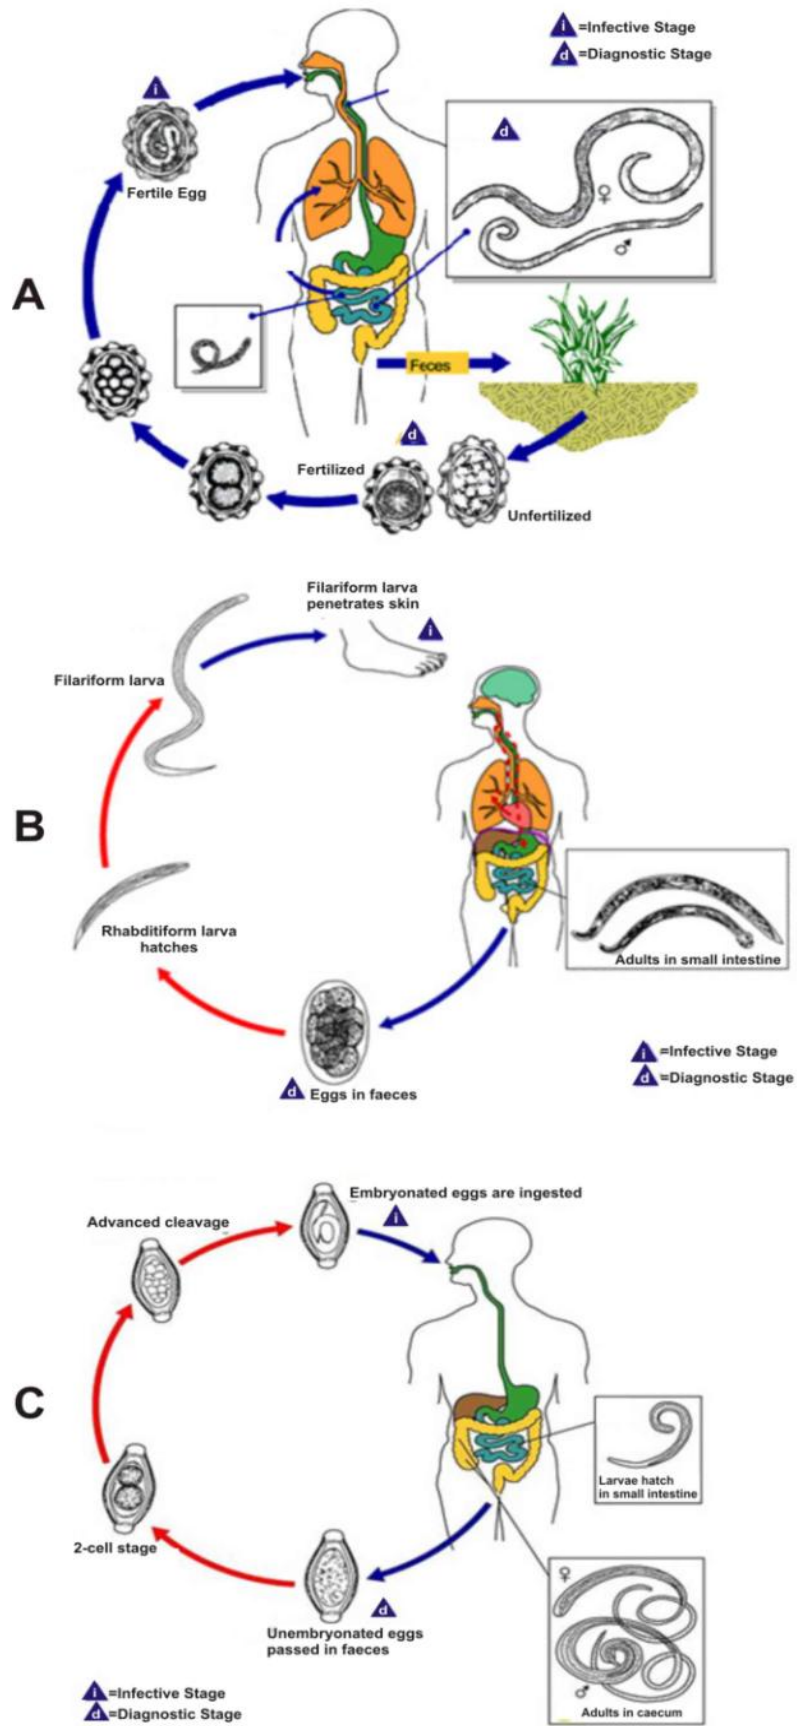 i =Infective Stage
d =Diagnostic Stage
i
d
Fertile Egg
A
Feces
d
Fertilized
Unfertilized
Filariform larva
penetrates skin
i
Filariform larva
B
Rhabditiform larva
hatches
Adults in small intestine
i =Infective Stage
d =Diagnostic Stage
d Eggs in faeces
Embryonated eggs are ingested
i
Advanced cleavage
C
Larvae hatch
in small intestine
2-cell stage
♀
♂
d
Unembryonated eggs
passed in faeces
Adults in caecum
i =Infective Stage
d =Diagnostic Stage
♀
♂